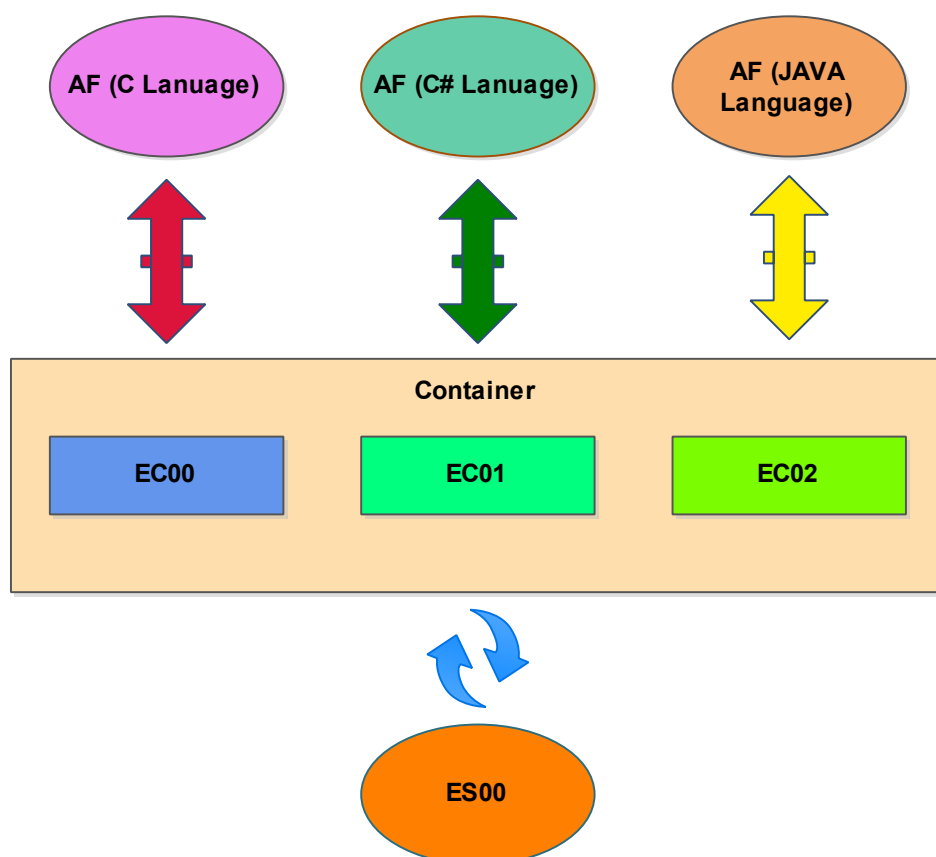 AF (C Lanuage)
AF (C# Lanuage)
AF (JAVA
Language)
Container
EC00
EC01
EC02
ES00